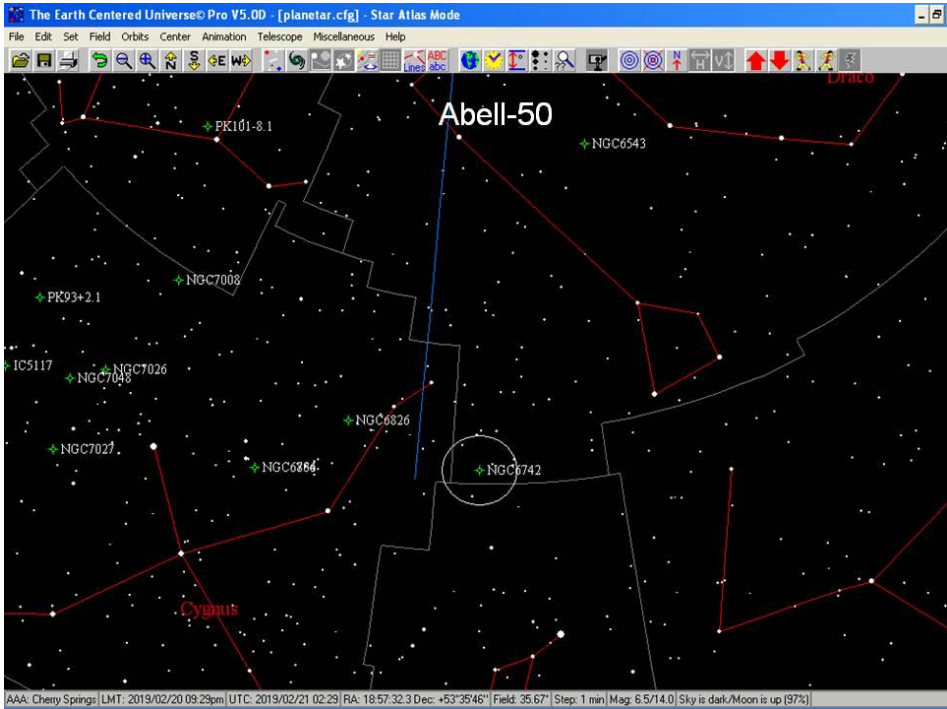 The Earth Centered Universe© Pro V5.0D - [planetar.cfg] - Star Atlas Mode
File Edit Set Field Orbits Center Animation Telescope Miscellaneous Help
N S E W Lines ABC abc N H V
Draco
Abell-50
PK101-8.1
NGC6543
NGC7008
PK93+2.1
IC5117
NGC7026
NGC7048
NGC6826
NGC7027
NGC6742
Cygnus
AAA: Cherry Springs LMT: 2019/02/20 09:29pm UTC: 2019/02/21 02:29 RA: 18:57:32.3 Dec: +53°35'46" Field: 35.67° Step: 1 min Mag: 6.5/14.0 Sky is dark/Moon is up (97%)